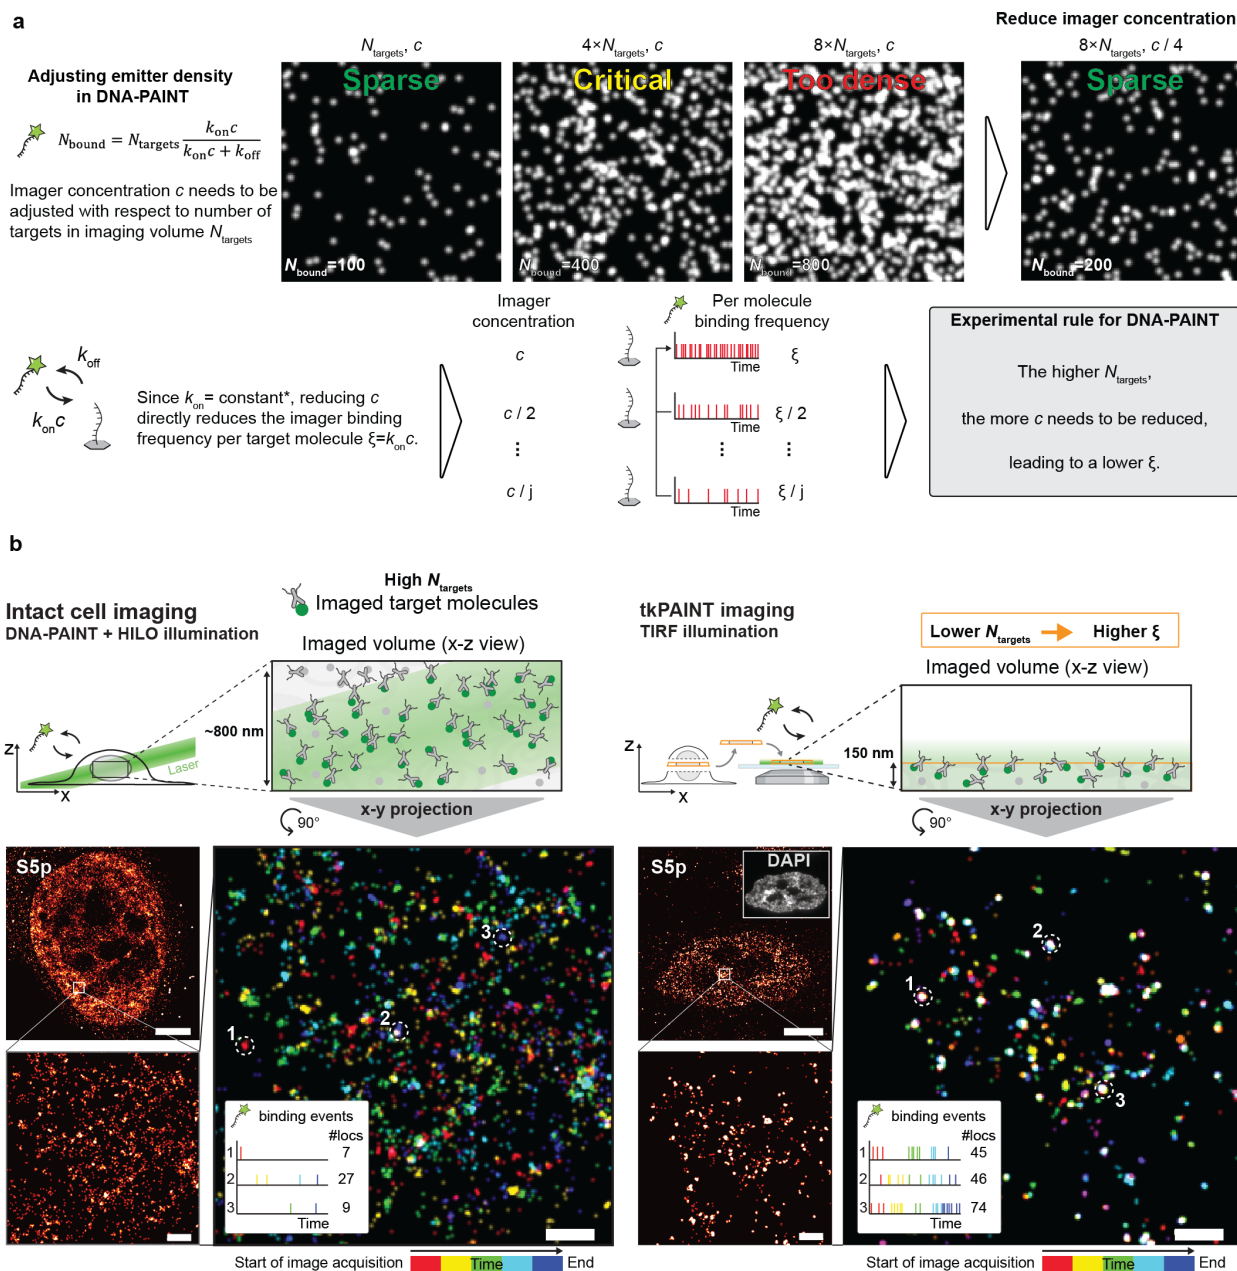 a
Reduce imager concentration
Ntargets, c
4×Ntargets, c
8×Ntargets, c
8×Ntargets, c / 4
Adjusting emitter density
in DNA-PAINT
Sparse
Critical
Too dense
Sparse
Nbound = Ntargets konc / konc + koff
Imager concentration c needs to be
adjusted with respect to number of
targets in imaging volume Ntargets
Nbound=100
Nbound=400
Nbound=800
Nbound=200
Imager
concentration
Per molecule
binding frequency
Experimental rule for DNA-PAINT
koff
konc
Since kon= constant*, reducing c
directly reduces the imager binding
frequency per target molecule ξ=konc.
c
Time
ξ
c / 2
Time
ξ / 2
⋮
⋮
⋮
c / j
Time
ξ / j
The higher Ntargets,
the more c needs to be reduced,
leading to a lower ξ.
b
Intact cell imaging
DNA-PAINT + HILO illumination
High Ntargets
Imaged target molecules
Imaged volume (x-z view)
~800 nm
Z
X
Laser
x-y projection
90°
S5p
1
2
3
binding events
#locs
1
7
2
27
3
9
Time
Start of image acquisition
Time
End
tkPAINT imaging
TIRF illumination
Lower Ntargets
Higher ξ
Imaged volume (x-z view)
150 nm
Z
X
x-y projection
90°
S5p
DAPI
1
2
3
binding events
#locs
1
45
2
46
3
74
Time
Start of image acquisition
Time
End